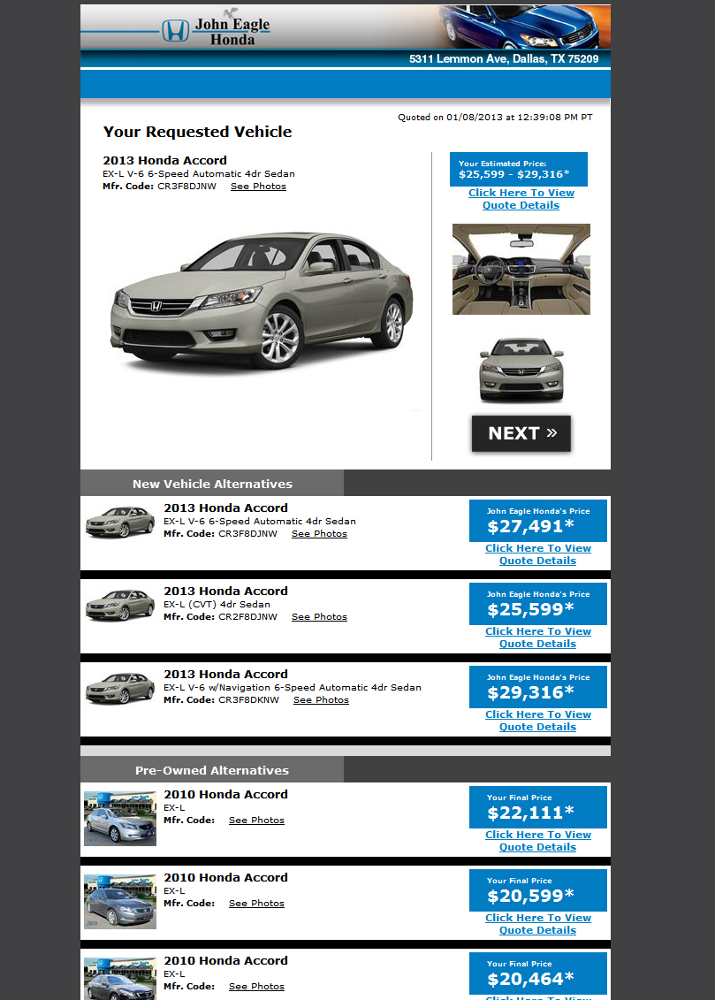 John Eagle
Honda
5311 Lemmon Ave, Dallas, TX 75209
Quoted on 01/08/2013 at 12:39:08 PM PT
Your Requested Vehicle
2013 Honda Accord
EX-L V-6 6-Speed Automatic 4dr Sedan
Mfr. Code: CR3F8DJNW See Photos
Your Estimated Price:
$25,599 - $29,316*
Click Here To View
Quote Details
NEXT »
New Vehicle Alternatives
2013 Honda Accord
EX-L V-6 6-Speed Automatic 4dr Sedan
Mfr. Code: CR3F8DJNW See Photos
John Eagle Honda's Price
$27,491*
Click Here To View
Quote Details
2013 Honda Accord
EX-L (CVT) 4dr Sedan
Mfr. Code: CR2F8DJNW See Photos
John Eagle Honda's Price
$25,599*
Click Here To View
Quote Details
2013 Honda Accord
EX-L V-6 w/Navigation 6-Speed Automatic 4dr Sedan
Mfr. Code: CR3F8DKNW See Photos
John Eagle Honda's Price
$29,316*
Click Here To View
Quote Details
Pre-Owned Alternatives
2010 Honda Accord
EX-L
Mfr. Code: See Photos
Your Final Price
$22,111*
Click Here To View
Quote Details
2010 Honda Accord
EX-L
Mfr. Code: See Photos
Your Final Price
$20,599*
Click Here To View
Quote Details
2010 Honda Accord
EX-L
Mfr. Code: See Photos
Your Final Price
$20,464*
Click Here To View